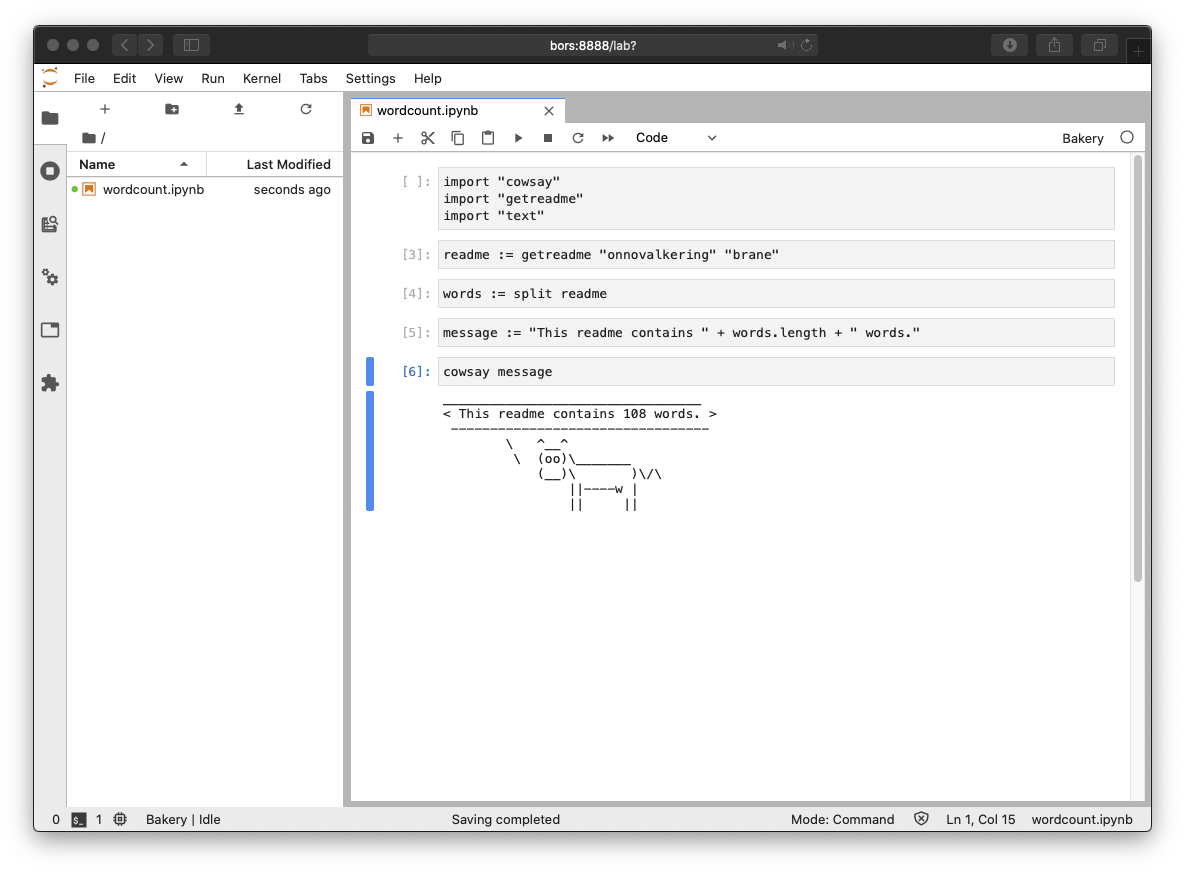 bors:8888/lab?
File Edit View Run Kernel Tabs Settings Help
/
Name Last Modified
wordcount.ipynb seconds ago
wordcount.ipynb
Code Bakery
[ ]: import "cowsay"
import "getreadme"
import "text"
[3]: readme := getreadme "onnovalkering" "brane"
[4]: words := split readme
[5]: message := "This readme contains " + words.length + " words."
[6]: cowsay message
_________________________________
< This readme contains 108 words. >
 ---------------------------------
        \   ^__^
         \  (oo)\_______
            (__)\       )\/\
                ||----w |
                ||     ||
0 $_ 1 Bakery | Idle Saving completed Mode: Command Ln 1, Col 15 wordcount.ipynb